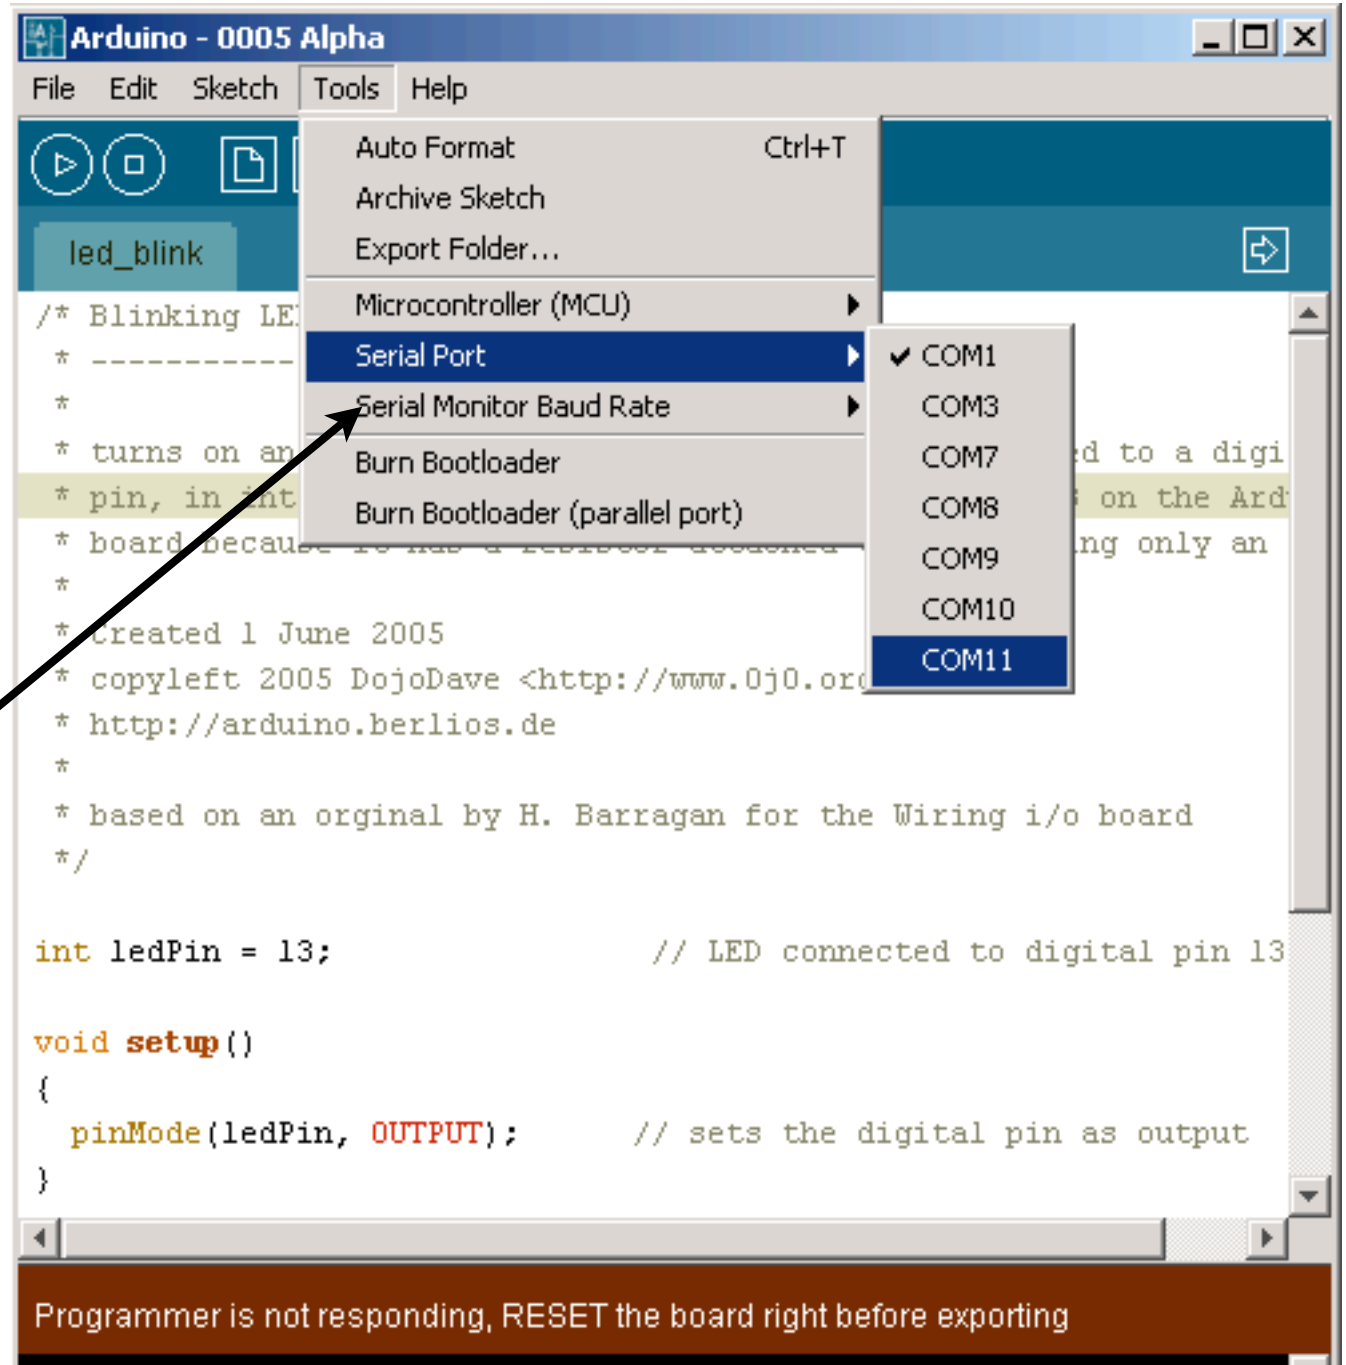 Arduino - 0005 Alpha
File Edit Sketch Tools Help
Auto Format Ctrl+T
Archive Sketch
Export Folder...
Microcontroller (MCU)
Serial Port
Serial Monitor Baud Rate
Burn Bootloader
Burn Bootloader (parallel port)
COM1
COM3
COM7
COM8
COM9
COM10
COM11
led_blink
/* Blinking LE
* -----------
*
* turns on an d to a digi
* pin, in int on the Ard
* board because it has a resistor attached ng only an
*
* Created 1 June 2005
* copyleft 2005 DojoDave <http://www.0j0.or
* http://arduino.berlios.de
*
* based on an orginal by H. Barragan for the Wiring i/o board
*/
int ledPin = 13; // LED connected to digital pin 13
void setup()
{
pinMode(ledPin, OUTPUT); // sets the digital pin as output
}
Programmer is not responding, RESET the board right before exporting